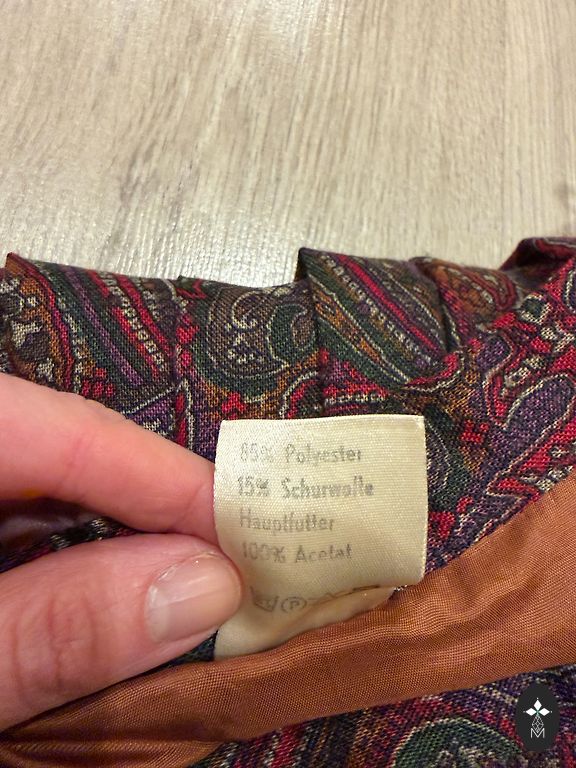 85% Polyester
15% Schurwolle
Hauptfutter
100% Acetat
P